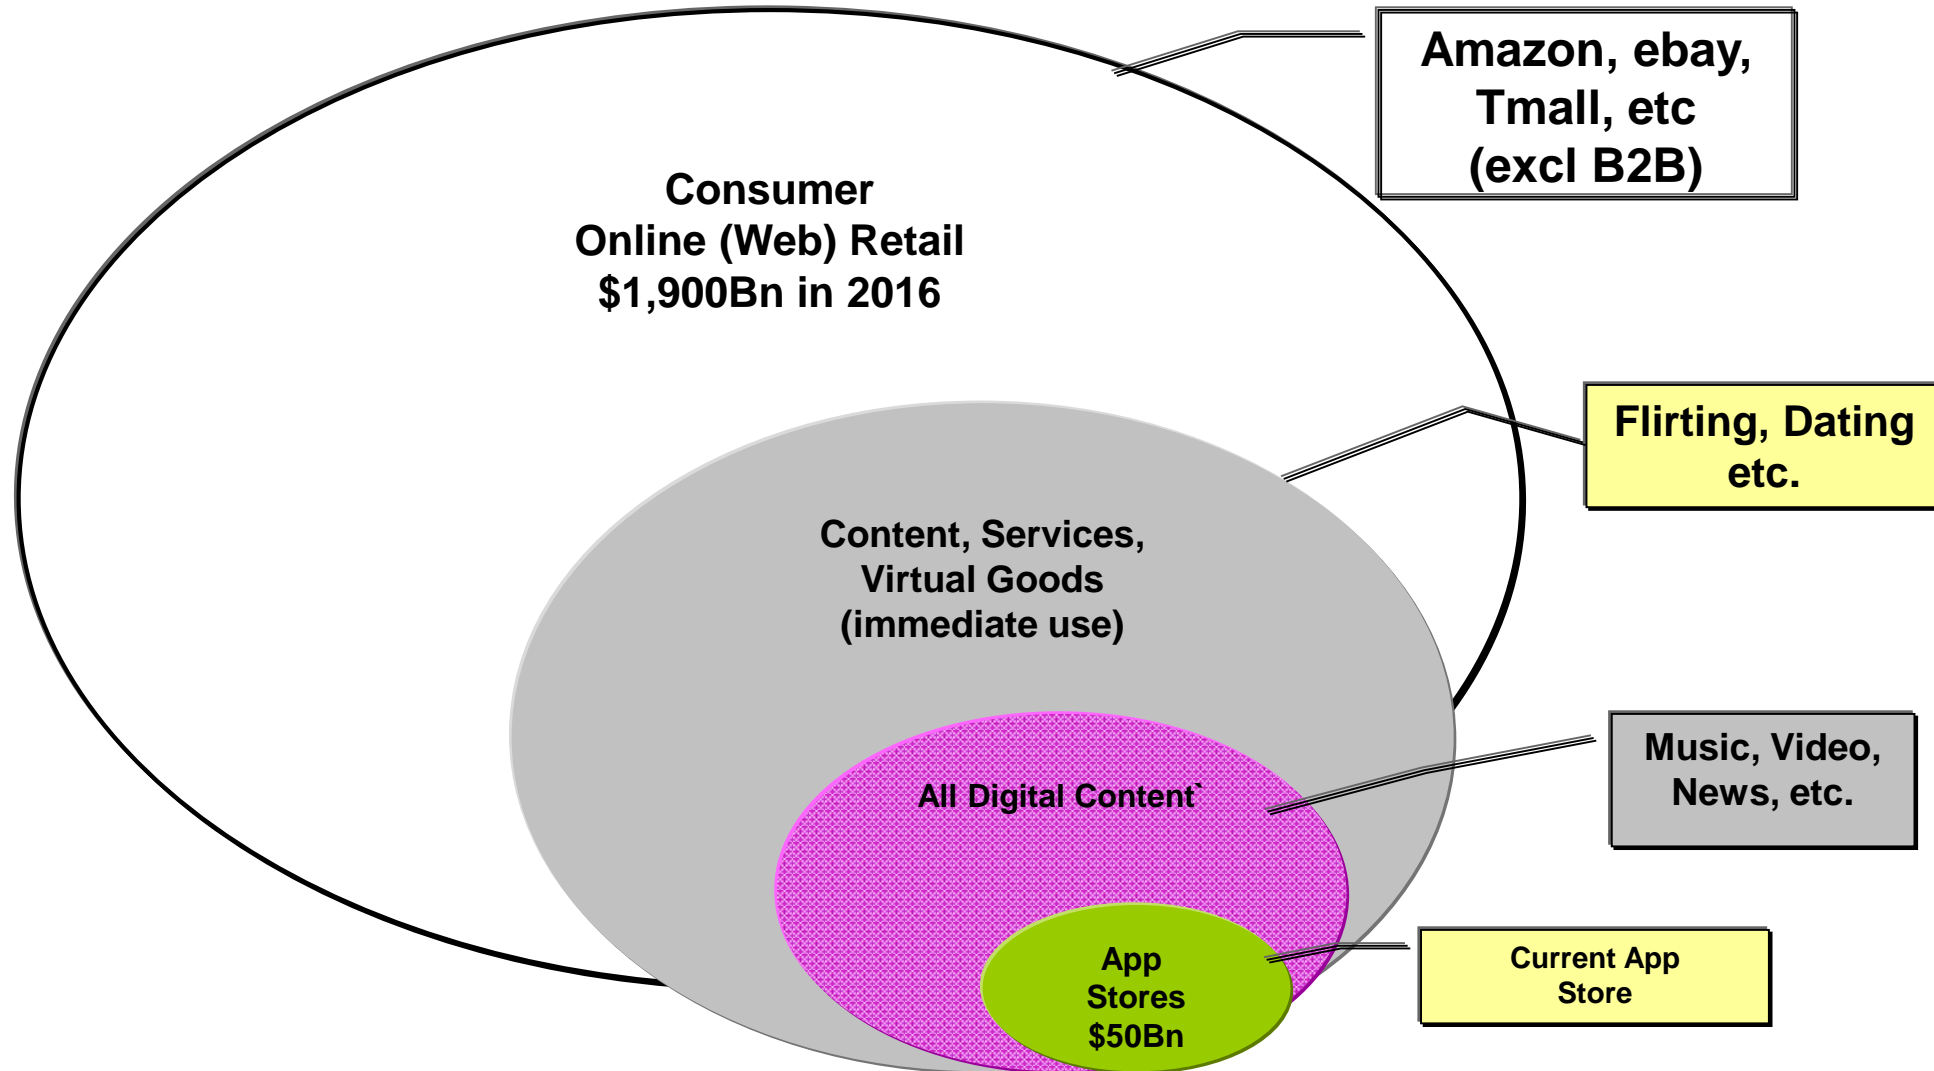 Amazon, ebay,
Tmall, etc
(excl B2B)
Consumer
Online (Web) Retail
$1,900Bn in 2016
Flirting, Dating
etc.
Content, Services,
Virtual Goods
(immediate use)
Music, Video,
News, etc.
All Digital Content`
App
Stores
$50Bn
Current App
Store